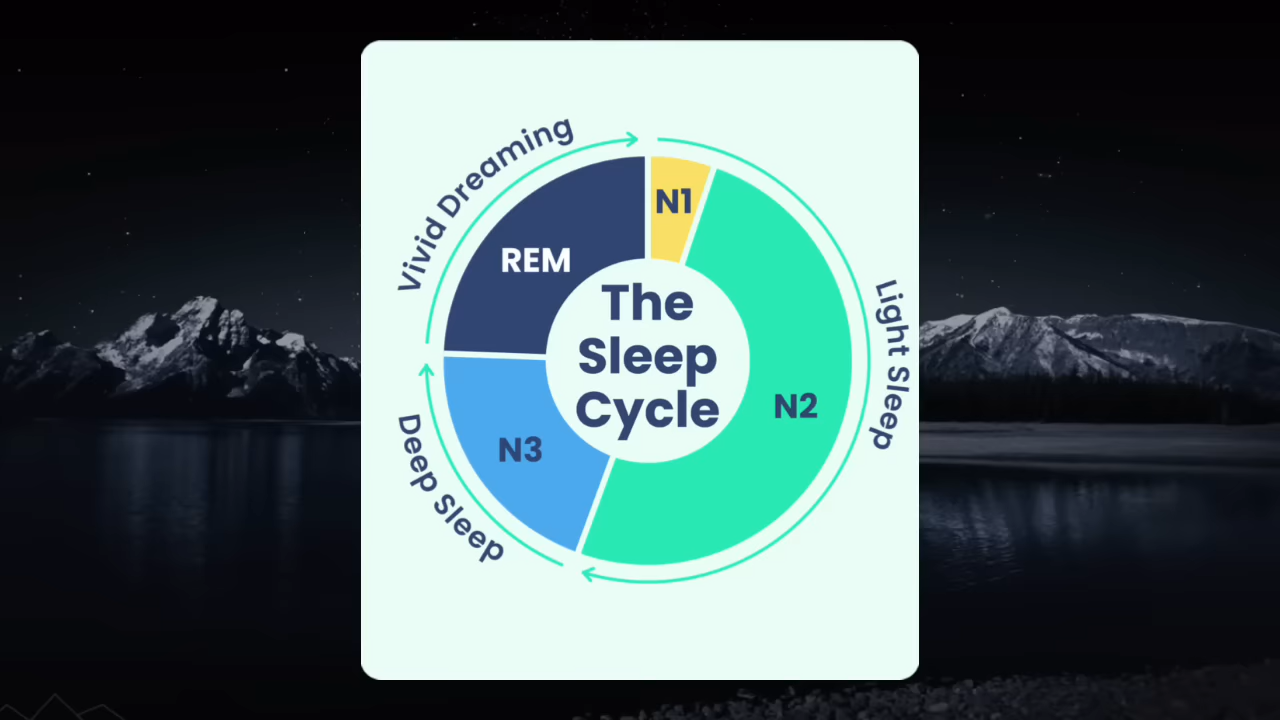 Vivid Dreaming
N1
REM
The
Sleep
Cycle
Light Sleep
N2
N3
Deep Sleep